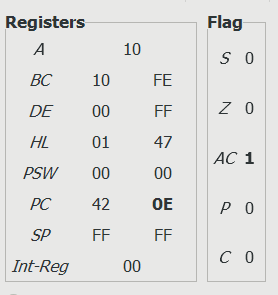 Registers Flag
A 10
S 0
BC 10 FE
DE 00 FF
Z 0
HL 01 47
AC 1
PSW 00 00
PC 42 0E
P 0
SP FF FF
C 0
Int-Reg 00